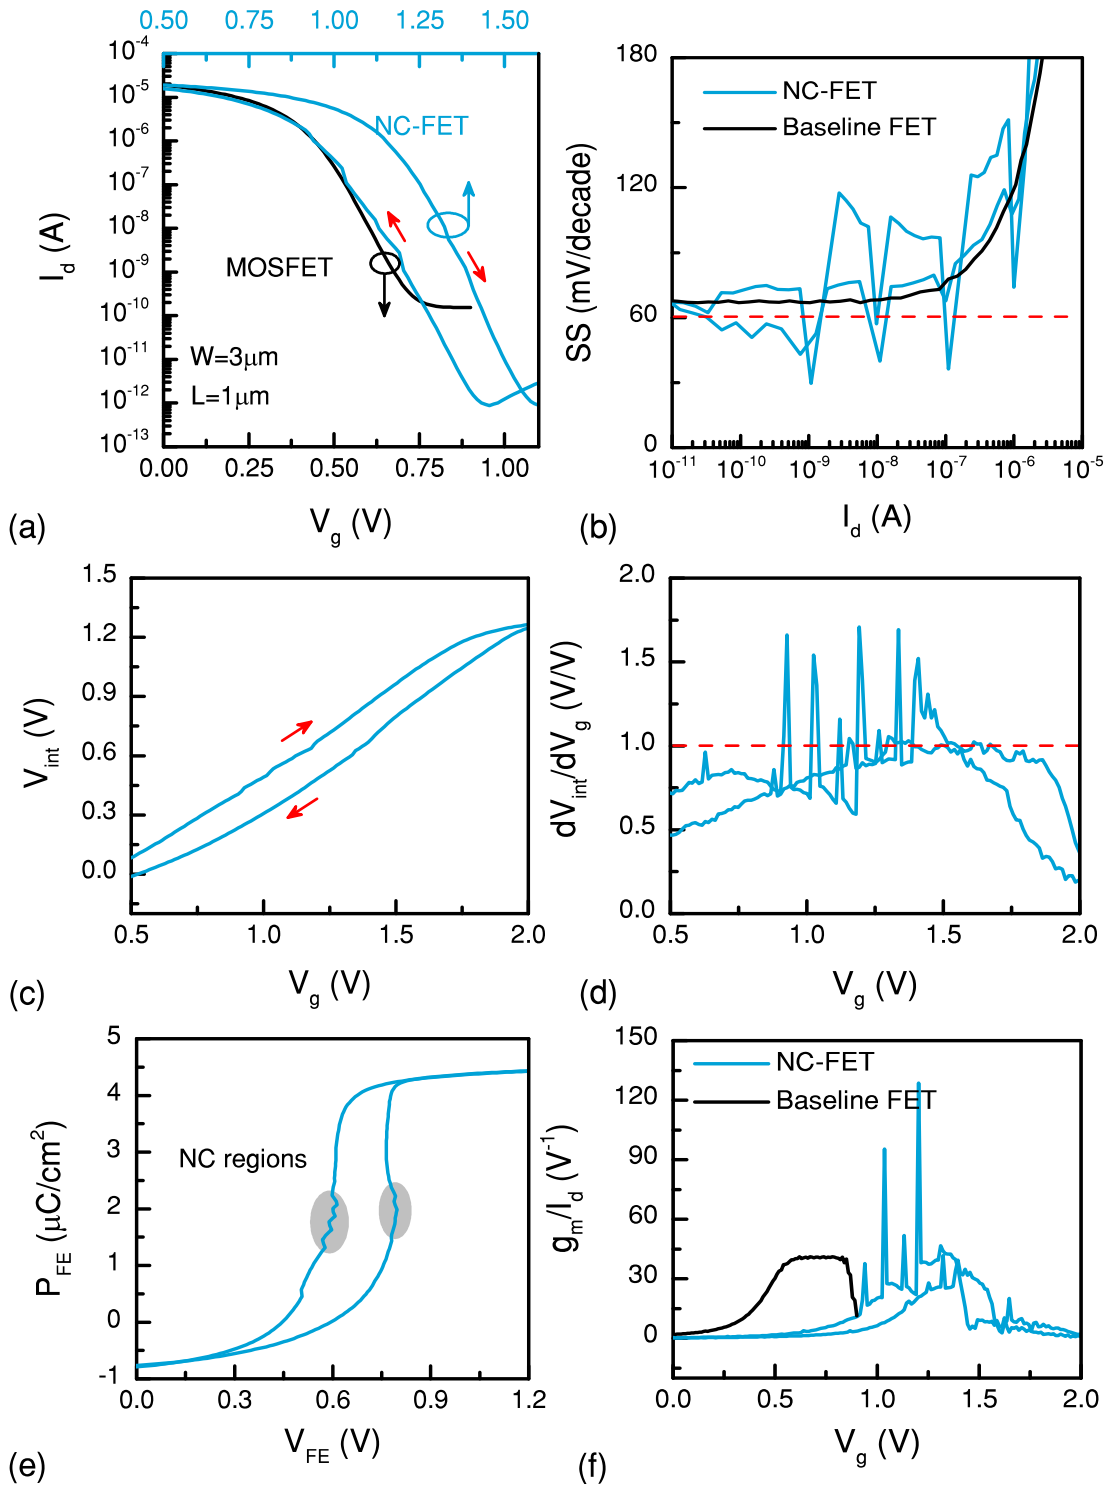 0.50 0.75 1.00 1.25 1.50
10⁻⁴
10⁻⁵
10⁻⁶
10⁻⁷
10⁻⁸
10⁻⁹
10⁻¹⁰
10⁻¹¹
10⁻¹²
10⁻¹³
I_d (A)
NC-FET
MOSFET
W=3μm
L=1μm
0.00 0.25 0.50 0.75 1.00
(a) V_g (V)
180
120
60
0
SS (mV/decade)
NC-FET
Baseline FET
10⁻¹¹ 10⁻¹⁰ 10⁻⁹ 10⁻⁸ 10⁻⁷ 10⁻⁶ 10⁻⁵
(b) I_d (A)
1.5
1.2
0.9
0.6
0.3
0.0
V_int (V)
0.5 1.0 1.5 2.0
(c) V_g (V)
2.0
1.5
1.0
0.5
0.0
dV_int/dV_g (V/V)
0.5 1.0 1.5 2.0
(d) V_g (V)
5
4
3
2
1
0
-1
P_FE (μC/cm²)
NC regions
0.0 0.3 0.6 0.9 1.2
(e) V_FE (V)
150
120
90
60
30
0
g_m/I_d (V⁻¹)
NC-FET
Baseline FET
0.0 0.5 1.0 1.5 2.0
(f) V_g (V)